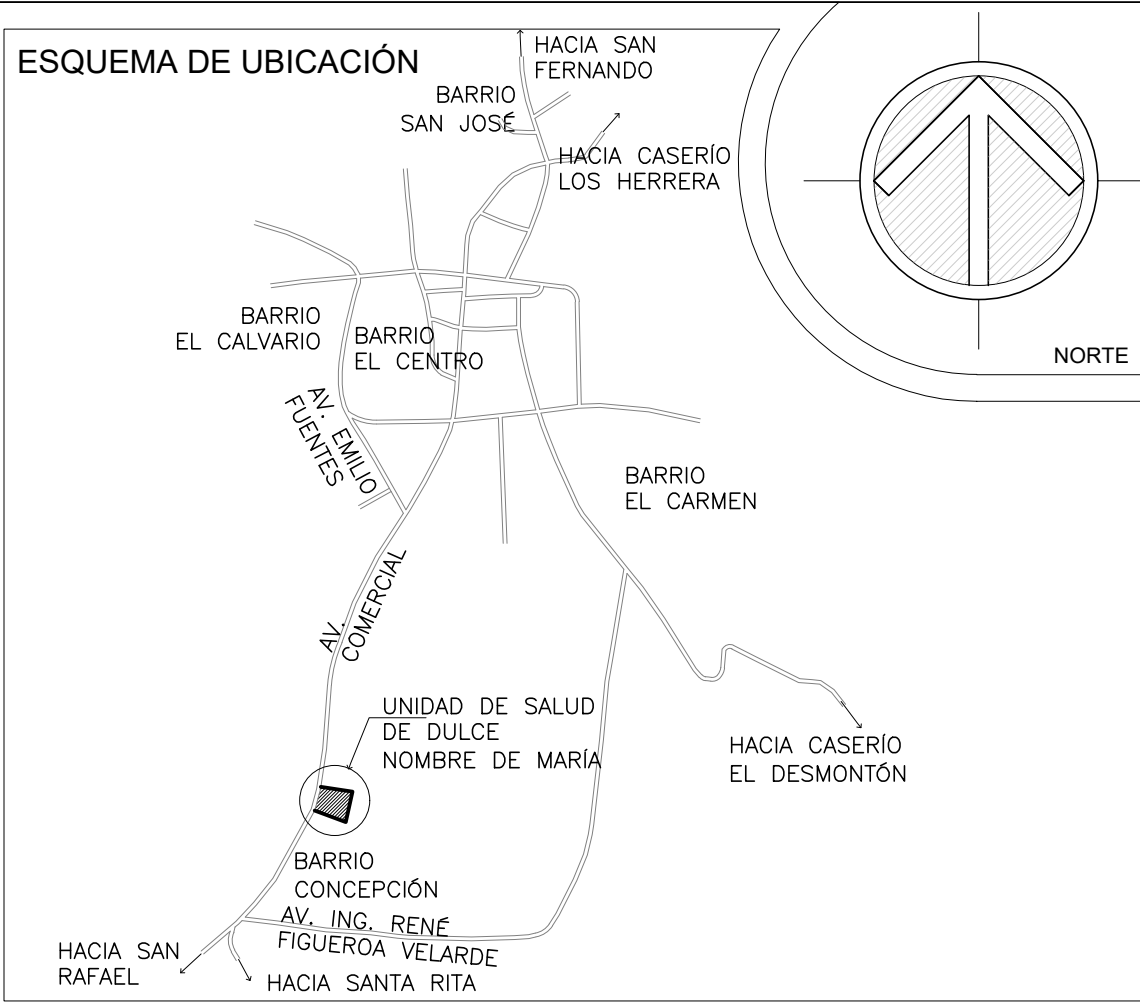 ESQUEMA DE UBICACIÓN
HACIA SAN
FERNANDO
BARRIO
SAN JOSÉ
HACIA CASERÍO
LOS HERRERA
NORTE
BARRIO
EL CALVARIO
BARRIO
EL CENTRO
AV. EMILIO
FUENTES
BARRIO
EL CARMEN
AV.
COMERCIAL
UNIDAD DE SALUD
DE DULCE
NOMBRE DE MARÍA
HACIA CASERÍO
EL DESMONTÓN
BARRIO
CONCEPCIÓN
AV. ING. RENÉ
FIGUEROA VELARDE
HACIA SAN
RAFAEL
HACIA SANTA RITA